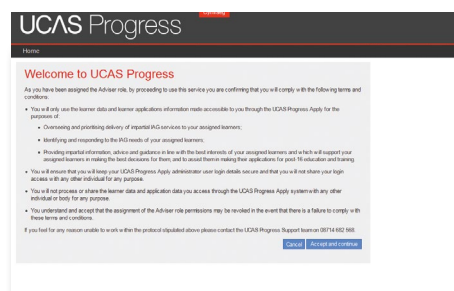 Cymraeg
UCAS Progress
Home
Welcome to UCAS Progress
As you have been assigned the Adviser role, by proceeding to use this service you are confirming that you will comply with the following terms and
conditions:
• You will only use the learner data and learner applications information made accessible to you through the UCAS Progress Apply for the
purposes of:
• Overseeing and prioritising delivery of impartial IAG services to your assigned learners;
• Identifying and responding to the IAG needs of your assigned learners;
• Providing impartial information, advice and guidance in line with the best interests of your assigned learners and which will support your
assigned learners in making the best decisions for them; and to assist them in making their applications for post-16 education and training.
• You will ensure that you will keep your UCAS Progress Apply administrator user login details secure and that you will not share your login
access with any other individual for any purpose.
• You will not process or share the learner data and application data you access through the UCAS Progress Apply system with any other
individual or body for any purpose.
• You understand and accept that the assignment of the Adviser role permissions may be revoked in the event that there is a failure to comply with
these terms and conditions.
If you feel for any reason unable to work within the protocol stipulated above please contact the UCAS Progress Support team on 08714 682 568.
Cancel Accept and continue